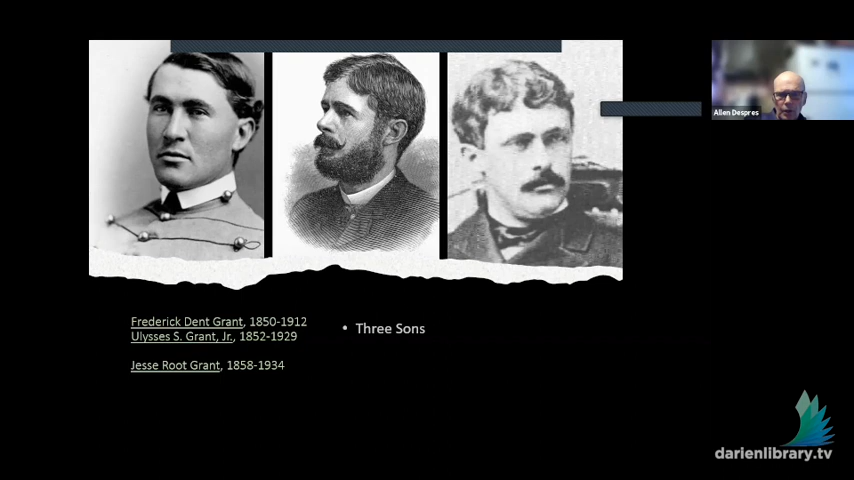 Allen Despres
Frederick Dent Grant, 1850-1912
Ulysses S. Grant, Jr., 1852-1929
Jesse Root Grant, 1858-1934
• Three Sons
darienlibrary.tv